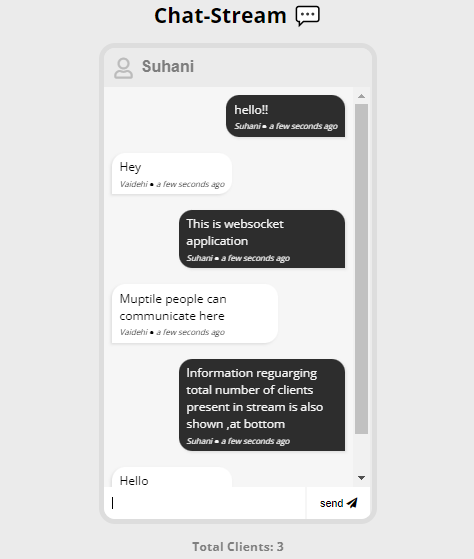 Chat-Stream
Suhani
hello!!
Suhani ● a few seconds ago
Hey
Vaidehi ● a few seconds ago
This is websocket
application
Suhani ● a few seconds ago
Muptile people can
communicate here
Vaidehi ● a few seconds ago
Information reguarging
total number of clients
present in stream is also
shown ,at bottom
Suhani ● a few seconds ago
Hello
send
Total Clients: 3